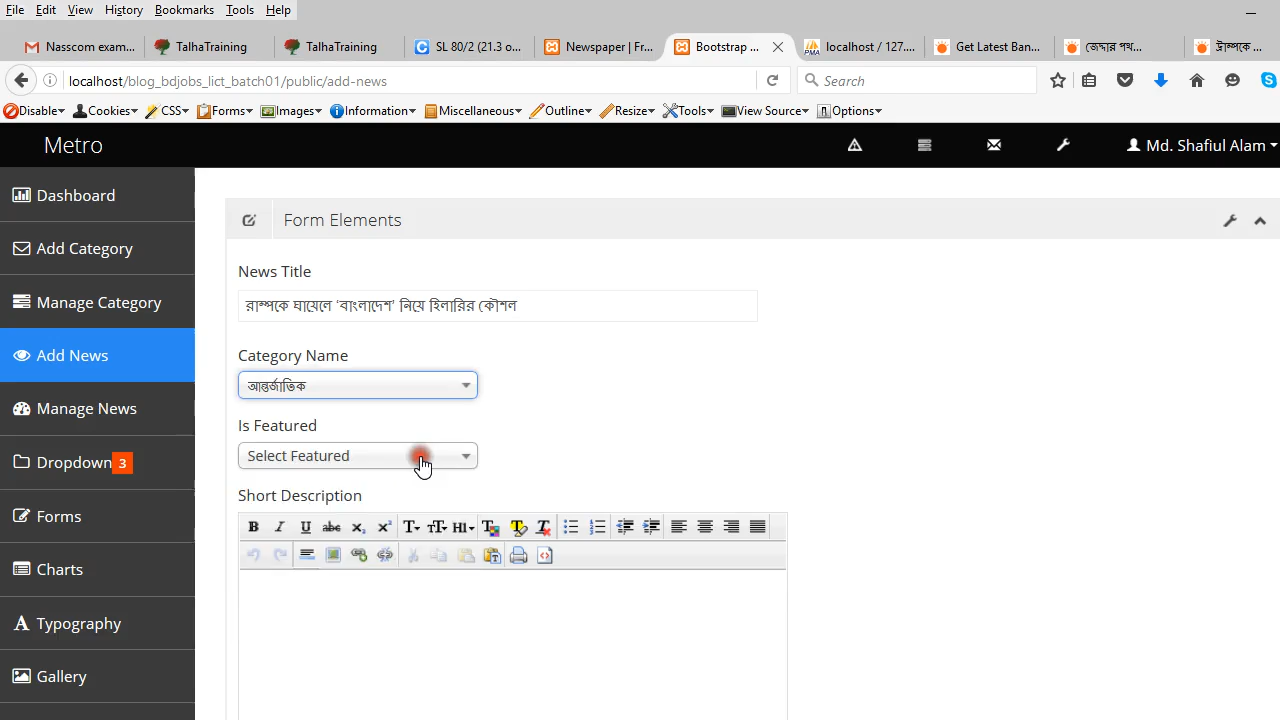 File Edit View History Bookmarks Tools Help
Nasscom exam... TalhaTraining TalhaTraining SL 80/2 (21.3 o... Newspaper | Fr... Bootstrap ... localhost / 127.... Get Latest Ban... জেদ্দার পথ... ট্রাম্পকে ...
localhost/blog_bdjobs_lict_batch01/public/add-news Search
Disable Cookies CSS Forms Images Information Miscellaneous Outline Resize Tools View Source Options
Metro Md. Shafiul Alam
Dashboard
Add Category
Manage Category
Add News
Manage News
Dropdown 3
Forms
Charts
Typography
Gallery
Form Elements
News Title
রাম্পকে ঘায়েলে ‘বাংলাদেশ’ নিয়ে হিলারির কৌশল
Category Name
আন্তর্জাতিক
Is Featured
Select Featured
Short Description